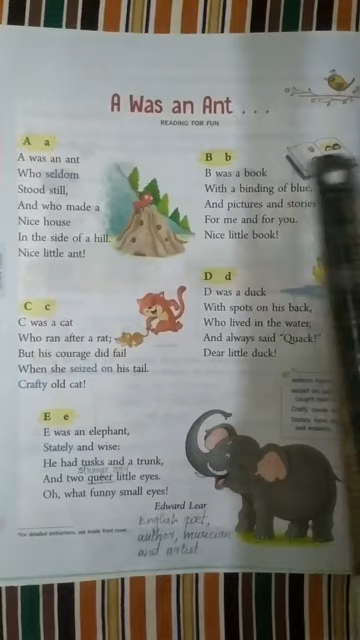 A Was an Ant . . .
READING FOR FUN
A a
A was an ant
Who seldom
Stood still,
And who made a
Nice house
In the side of a hill.
Nice little ant!
B b
B was a book
With a binding of blue,
And pictures and stories
For me and for you.
Nice little book!
C c
C was a cat
Who ran after a rat;
But his courage did fail
When she seized on his tail.
Crafty old cat!
D d
D was a duck
With spots on his back,
Who lived in the water,
And always said "Quack!"
Dear little duck!
E e
E was an elephant,
Stately and wise:
He had tusks and a trunk,
And two queer little eyes.
Oh, what funny small eyes!
Edward Lear
English poet,
author, musician
and artist